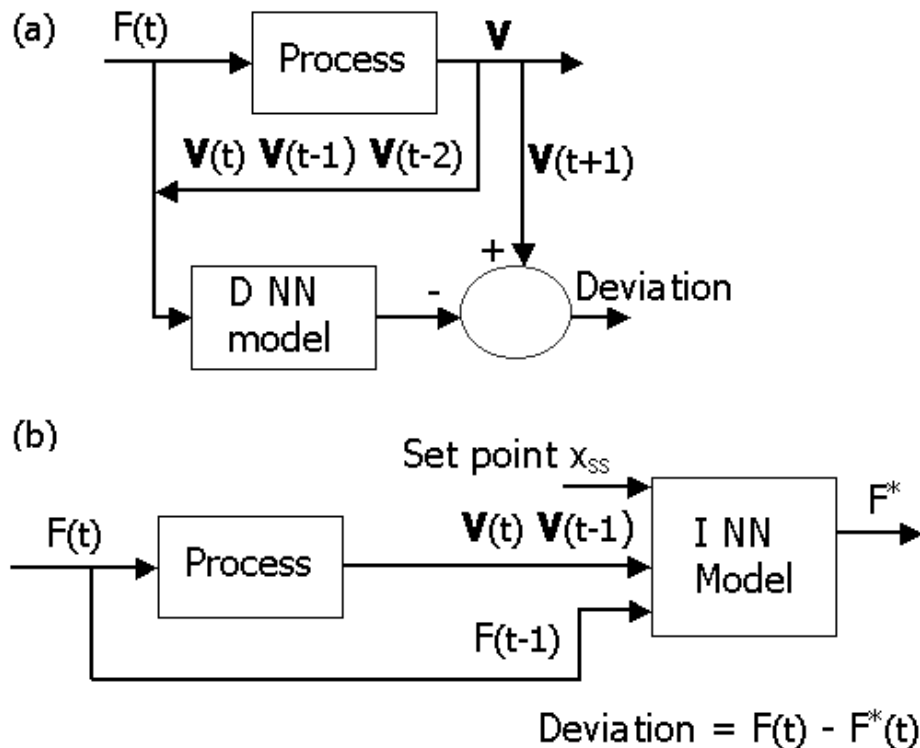 (a)
F(t)
V
Process
V(t) V(t-1) V(t-2)
V(t+1)
+
D NN
model
-
Deviation
(b)
Set point xss
F(t)
V(t) V(t-1)
F*
Process
I NN
Model
F(t-1)
Deviation = F(t) - F*(t)